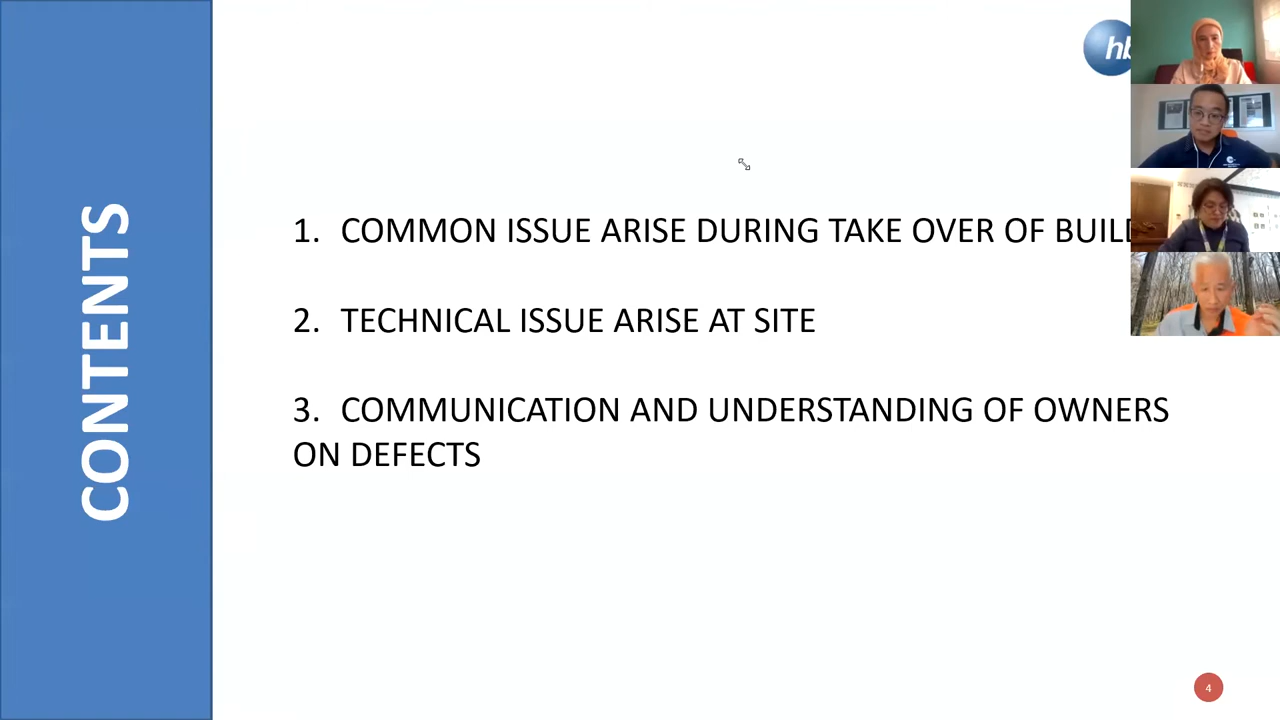 CONTENTS
1. COMMON ISSUE ARISE DURING TAKE OVER OF
2. TECHNICAL ISSUE ARISE AT SITE
3. COMMUNICATION AND UNDERSTANDING OF OWNERS
ON DEFECTS
4